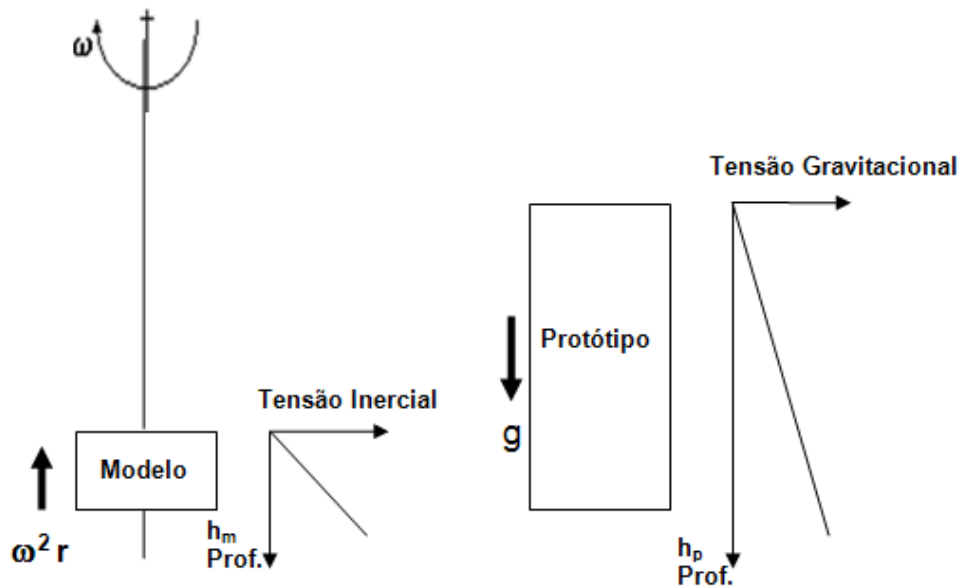 ω
Modelo
ω² r
Tensão Inercial
hm
Prof.
Protótipo
g
Tensão Gravitacional
hp
Prof.